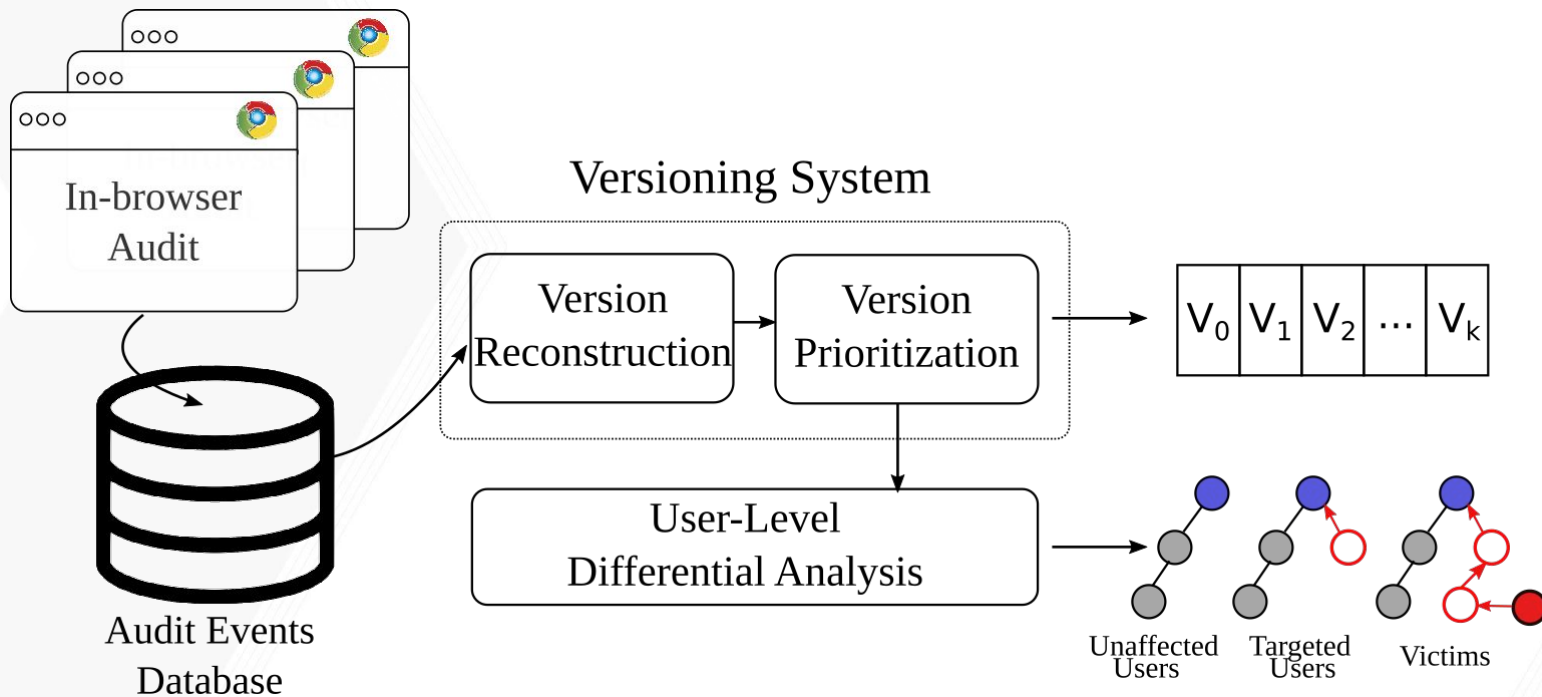 In-browser
Audit
Audit Events
Database
Versioning System
Version
Reconstruction
Version
Prioritization
User-Level
Differential Analysis
V0 V1 V2 ... Vk
Unaffected
Users
Targeted
Users
Victims